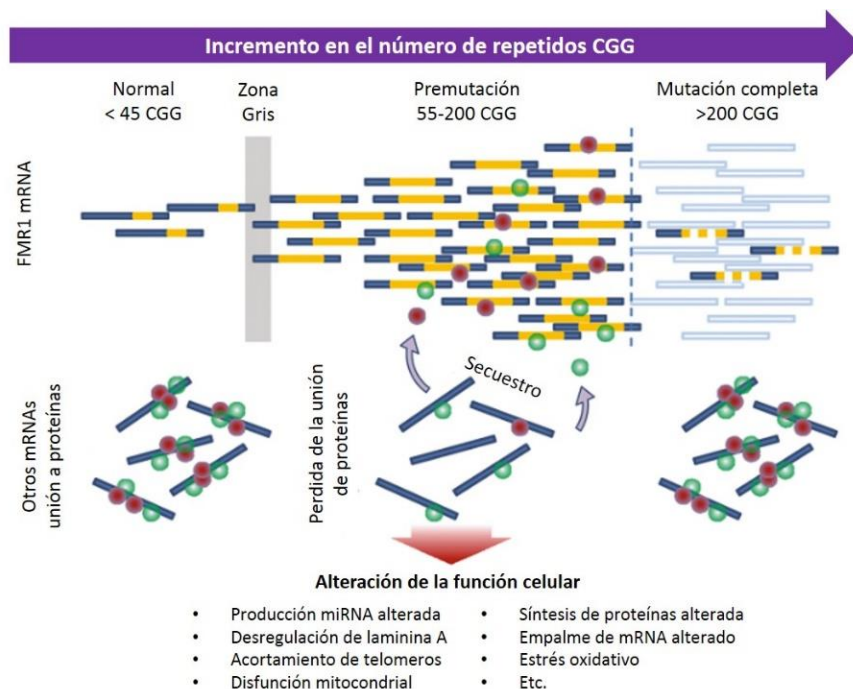 Incremento en el número de repetidos CGG
Normal
< 45 CGG
Zona
Gris
Premutación
55-200 CGG
Mutación completa
>200 CGG
FMR1 mRNA
Otros mRNAs
unión a proteínas
Perdida de la unión
de proteínas
Secuestro
Alteración de la función celular
• Producción miRNA alterada
• Desregulación de laminina A
• Acortamiento de telomeros
• Disfunción mitocondrial
• Síntesis de proteínas alterada
• Empalme de mRNA alterado
• Estrés oxidativo
• Etc.